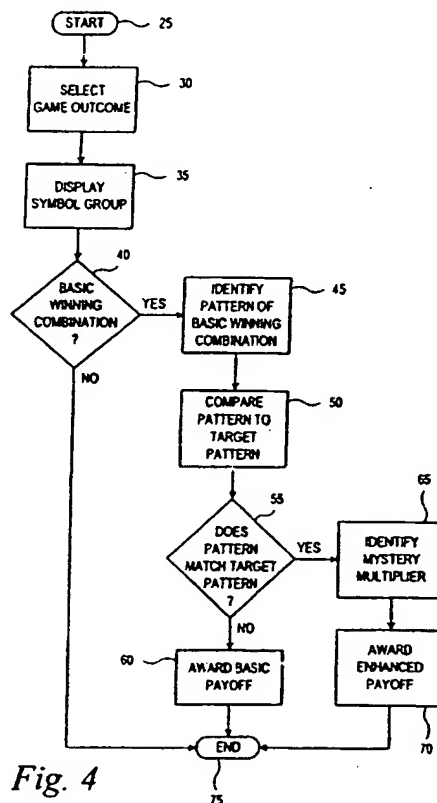 START
25
SELECT
GAME OUTCOME
30
DISPLAY
SYMBOL GROUP
35
BASIC
WINNING
COMBINATION
?
40
YES
NO
IDENTIFY
PATTERN OF
BASIC WINNING
COMBINATION
45
COMPARE
PATTERN TO
TARGET
PATTERN
50
DOES
PATTERN
MATCH TARGET
PATTERN
?
55
YES
NO
IDENTIFY
MYSTERY
MULTIPLIER
65
60
AWARD BASIC
PAYOFF
AWARD
ENHANCED
PAYOFF
70
END
75
Fig. 4